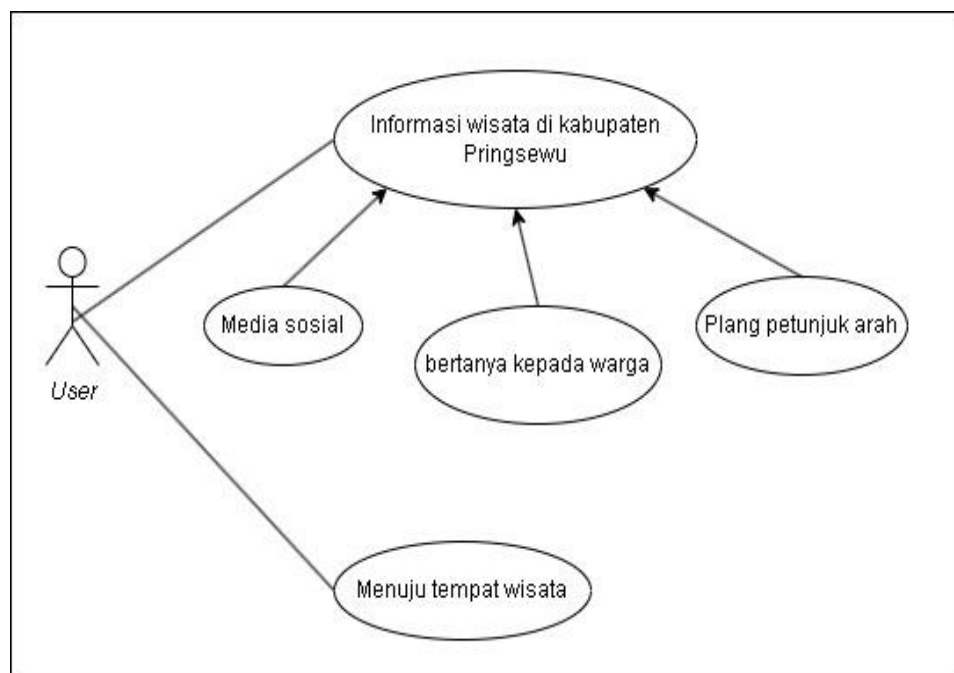 Informasi wisata di kabupaten
Pringsewu
Media sosial
bertanya kepada warga
Plang petunjuk arah
User
Menuju tempat wisata